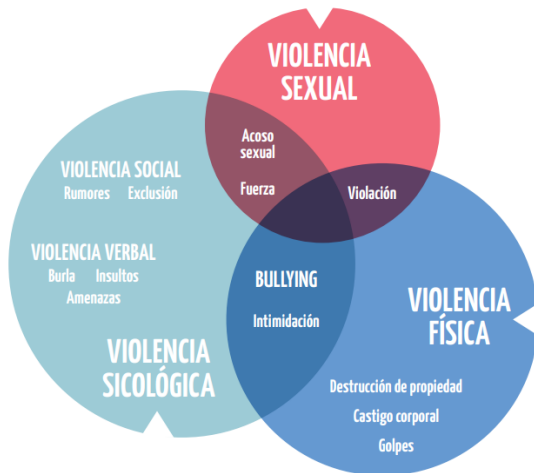 VIOLENCIA
SEXUAL
Acoso
sexual
Fuerza
Violación
VIOLENCIA SOCIAL
Rumores Exclusión
VIOLENCIA VERBAL
Burla Insultos
Amenazas
VIOLENCIA
SICOLÓGICA
BULLYING
Intimidación
VIOLENCIA
FÍSICA
Destrucción de propiedad
Castigo corporal
Golpes